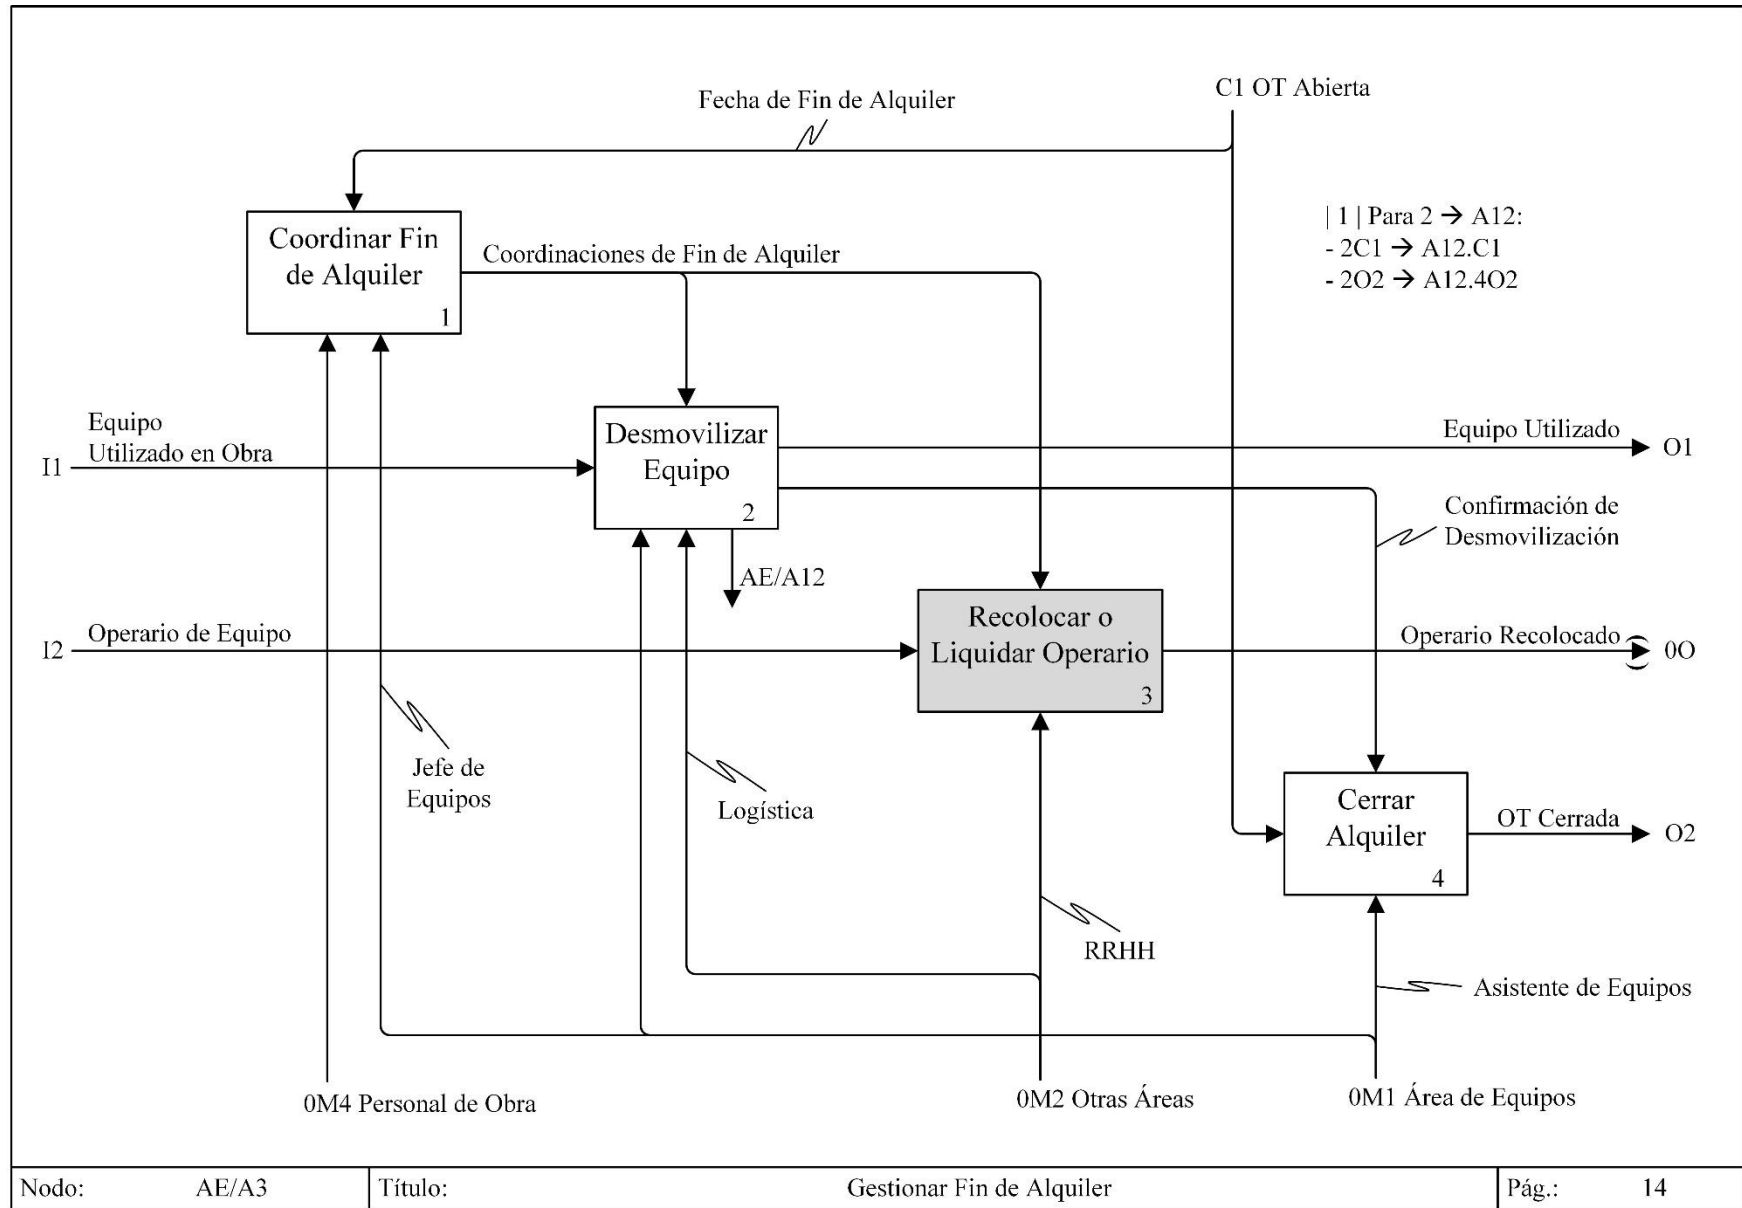 C1 OT Abierta
Fecha de Fin de Alquiler
| 1 | Para 2 → A12:
- 2C1 → A12.C1
- 2O2 → A12.4O2
Coordinar Fin
de Alquiler
1
Coordinaciones de Fin de Alquiler
Equipo
Utilizado en Obra
I1
Desmovilizar
Equipo
2
Equipo Utilizado
O1
Confirmación de
Desmovilización
AE/A12
Operario de Equipo
I2
Recolocar o
Liquidar Operario
3
Operario Recolocado
0O
Jefe de
Equipos
Logística
Cerrar
Alquiler
4
OT Cerrada
O2
RRHH
Asistente de Equipos
0M4 Personal de Obra
0M2 Otras Áreas
0M1 Área de Equipos
Nodo: AE/A3 Título: Gestionar Fin de Alquiler Pág.: 14